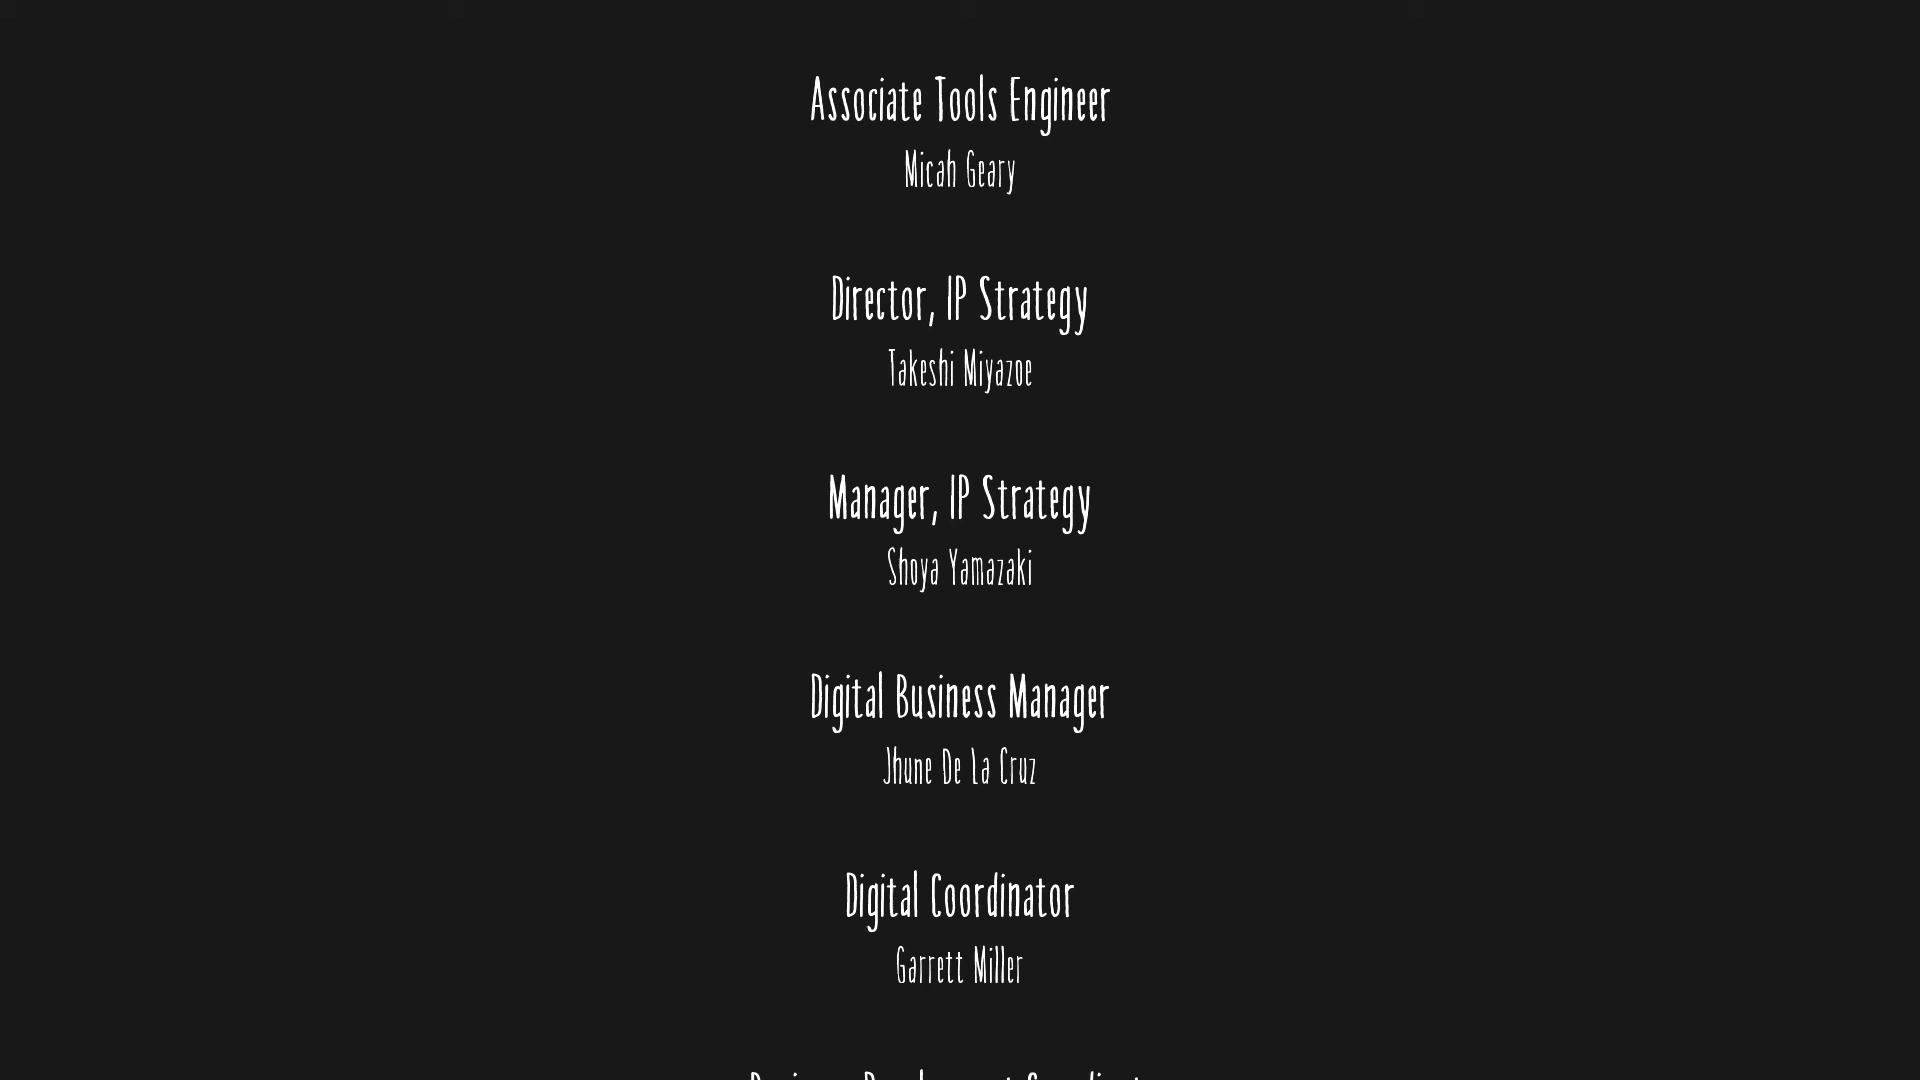 Associate Tools Engineer
Micah Geary
Director, IP Strategy
Takeshi Miyazoe
Manager, IP Strategy
Shoya Yamazaki
Digital Business Manager
Jhune De La Cruz
Digital Coordinator
Garrett Miller